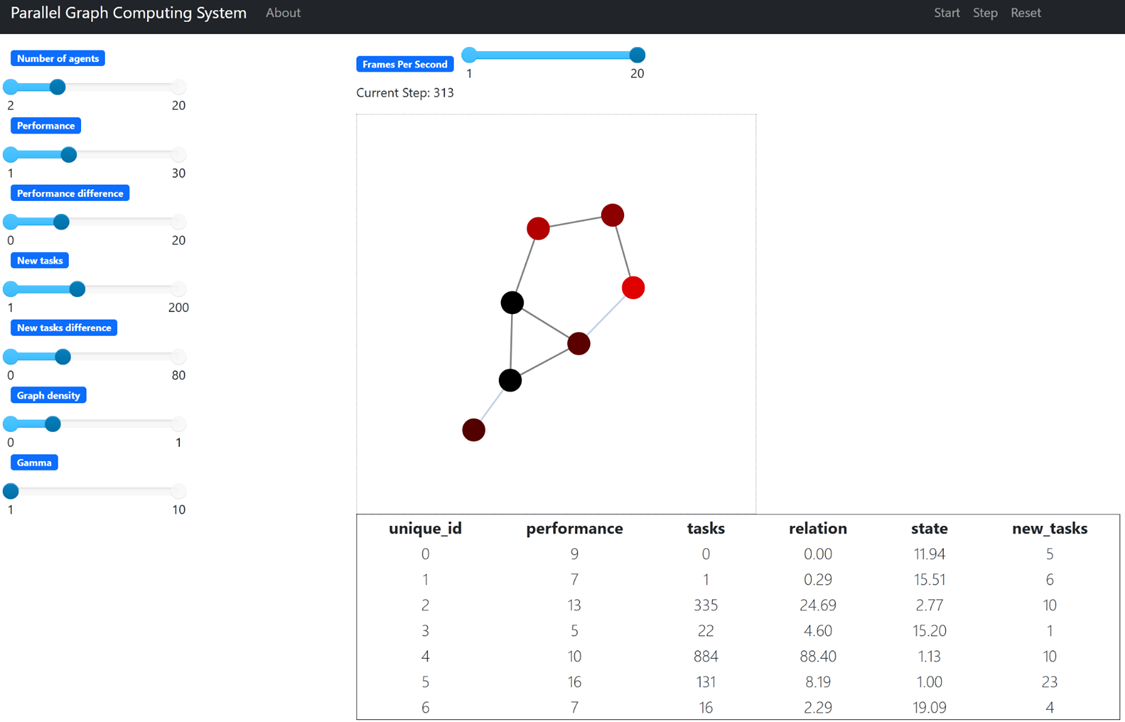 Parallel Graph Computing System About Start Step Reset
Number of agents
2 20
Performance
1 30
Performance difference
0 20
New tasks
1 200
New tasks difference
0 80
Graph density
0 1
Gamma
1 10
Frames Per Second
1 20
Current Step: 313
unique_id performance tasks relation state new_tasks
0 9 0 0.00 11.94 5
1 7 1 0.29 15.51 6
2 13 335 24.69 2.77 10
3 5 22 4.60 15.20 1
4 10 884 88.40 1.13 10
5 16 131 8.19 1.00 23
6 7 16 2.29 19.09 4